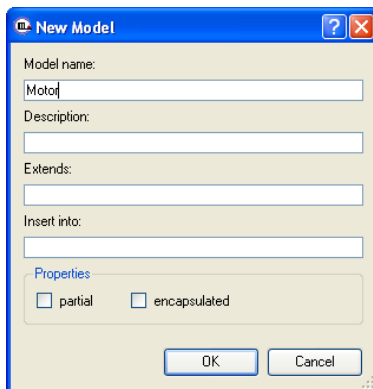 New Model
Model name:
Motor
Description:
Extends:
Insert into:
Properties
partial encapsulated
OK Cancel